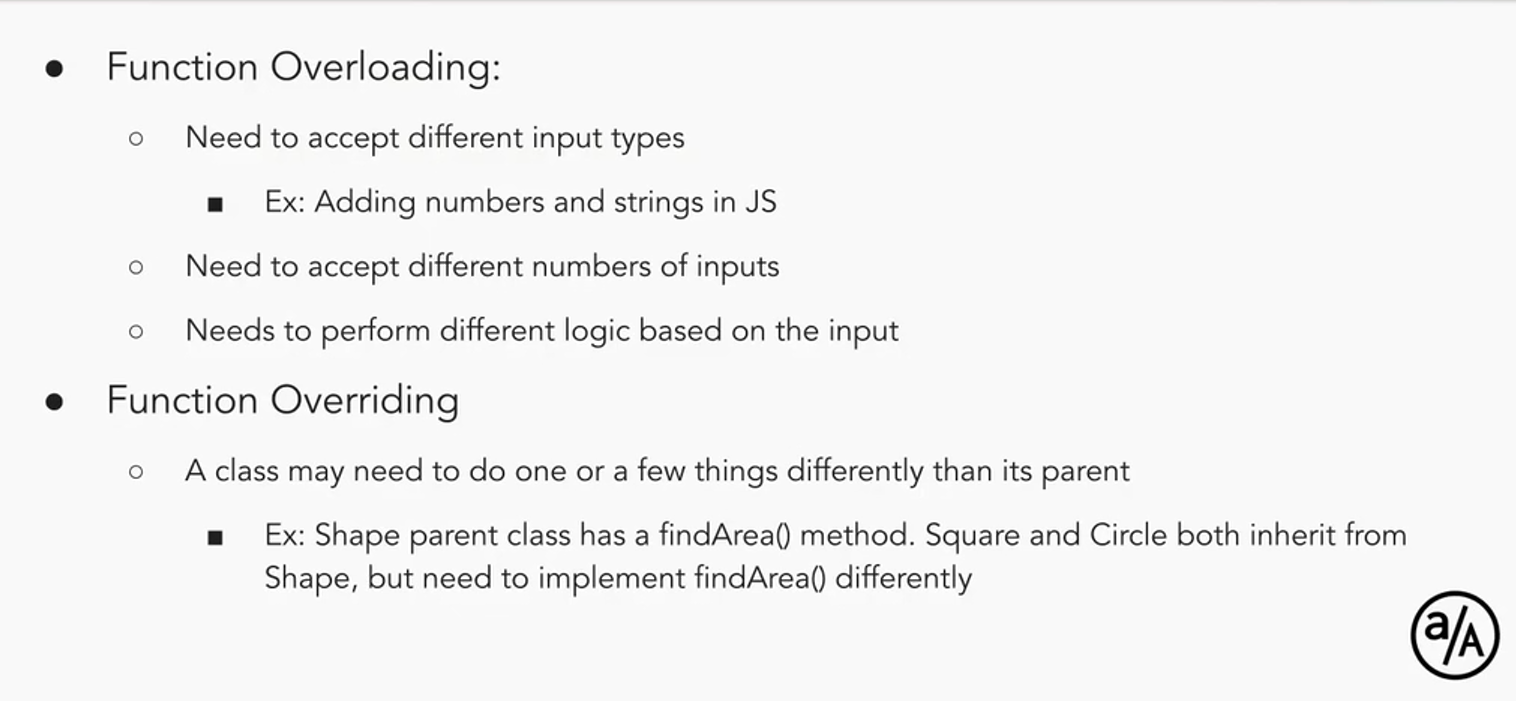 ● Function Overloading:
○ Need to accept different input types
■ Ex: Adding numbers and strings in JS
○ Need to accept different numbers of inputs
○ Needs to perform different logic based on the input
● Function Overriding
○ A class may need to do one or a few things differently than its parent
■ Ex: Shape parent class has a findArea() method. Square and Circle both inherit from
Shape, but need to implement findArea() differently
a/A